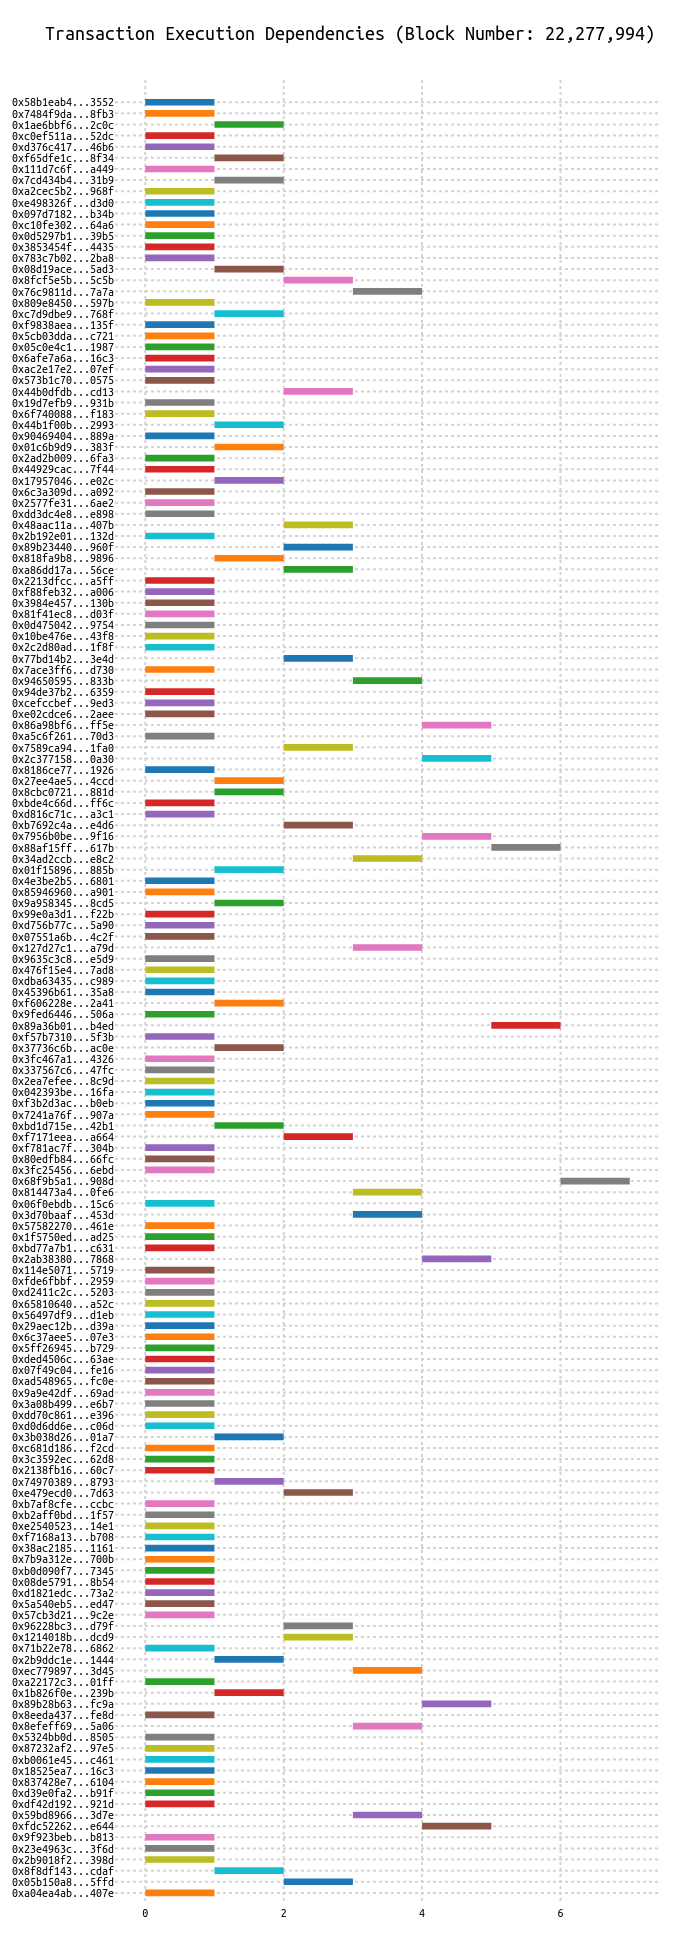 Transaction Execution Dependencies (Block Number: 22,277,994)
0x58b1eab4...3552
0x7484f9da...8fb3
0x1ae6bbf6...2c0c
0xc0ef511a...52dc
0xd376c417...46b6
0xf65dfe1c...8f34
0x111d7c6f...a449
0x7cd434b4...31b9
0xa2cec5b2...968f
0xe498326f...d3d0
0x097d7182...b34b
0xc10fe302...64a6
0x0d5297b1...39b5
0x3853454f...4435
0x783c7b02...2ba8
0x08d19ace...5ad3
0x8fcf5e5b...5c5b
0x76c9811d...7a7a
0x809e8450...597b
0xc7d9dbe9...768f
0xf9838aea...135f
0x5cb03dda...c721
0x05c0e4c1...1987
0x6afe7a6a...16c3
0xac2e17e2...07ef
0x573b1c70...0575
0x44b0dfdb...cd13
0x19d7efb9...931b
0x6f740088...f183
0x44b1f00b...2993
0x90469404...889a
0x01c6b9d9...383f
0x2ad2b009...6fa3
0x44929cac...7f44
0x17957046...e02c
0x6c3a309d...a092
0x2577fe31...6ae2
0xdd3dc4e8...e898
0x48aac11a...407b
0x2b192e01...132d
0x89b23440...960f
0x818fa9b8...9896
0xa86dd17a...56ce
0x2213dfcc...a5ff
0xf88feb32...a006
0x3984e457...130b
0x81f41ec8...d03f
0x0d475042...9754
0x10be476e...43f8
0x2c2d80ad...1f8f
0x77bd14b2...3e4d
0x7ace3ff6...d730
0x94650595...833b
0x94de37b2...6359
0xcefccbef...9ed3
0xe02cdce6...2aee
0x86a98bf6...ff5e
0xa5c6f261...70d3
0x7589ca94...1fa0
0x2c377158...0a30
0x8186ce77...1926
0x27ee4ae5...4ccd
0x8cbc0721...881d
0xbde4c66d...ff6c
0xd816c71c...a3c1
0xb7692c4a...e4d6
0x7956b0be...9f16
0x88af15ff...617b
0x34ad2ccb...e8c2
0x01f15896...885b
0x4e3be2b5...6801
0x85946960...a901
0x9a958345...8cd5
0x99e0a3d1...f22b
0xd756b77c...5a90
0x07551a6b...4c2f
0x127d27c1...a79d
0x9635c3c8...e5d9
0x476f15e4...7ad8
0xdba63435...c989
0x45396b61...35a8
0xf606228e...2a41
0x9fed6446...506a
0x89a36b01...b4ed
0xf57b7310...5f3b
0x37736c6b...ac0e
0x3fc467a1...4326
0x337567c6...47fc
0x2ea7efee...8c9d
0x042393be...16fa
0xf3b2d3ac...b0eb
0x7241a76f...907a
0xbd1d715e...42b1
0xf7171eea...a664
0xf781ac7f...304b
0x80edfb84...66fc
0x3fc25456...6ebd
0x68f9b5a1...908d
0x814473a4...0fe6
0x06f0ebdb...15c6
0x3d70baaf...453d
0x57582270...461e
0x1f5750ed...ad25
0xbd77a7b1...c631
0x2ab38380...7868
0x114e5071...5719
0xfde6fbbf...2959
0xd2411c2c...5203
0x65810640...a52c
0x56497df9...d1eb
0x29aec12b...d39a
0x6c37aee5...07e3
0x5ff26945...b729
0xded4506c...63ae
0x07f49c04...fe16
0xad548965...fc0e
0x9a9e42df...69ad
0x3a08b499...e6b7
0xdd70c861...e396
0xd0d6dd6e...c06d
0x3b038d26...01a7
0xc681d186...f2cd
0x3c3592ec...62d8
0x2138fb16...60c7
0x74970389...8793
0xe479ecd0...7d63
0xb7af8cfe...ccbc
0xb2aff0bd...1f57
0xe2540523...14e1
0xf7168a13...b708
0x38ac2185...1161
0x7b9a312e...700b
0xb0d090f7...7345
0x08de5791...8b54
0xd1821edc...73a2
0x5a540eb5...ed47
0x57cb3d21...9c2e
0x96228bc3...d79f
0x1214018b...dcd9
0x71b22e78...6862
0x2b9ddc1e...1444
0xec779897...3d45
0xa22172c3...01ff
0x1b826f0e...239b
0x89b28b63...fc9a
0x8eeda437...fe8d
0x8efeff69...5a06
0x5324bb0d...8505
0x87232af2...97e5
0xb0061e45...c461
0x18525ea7...16c3
0x837428e7...6104
0xd39e0fa2...b91f
0xdf42d192...921d
0x59bd8966...3d7e
0xfdc52262...e644
0x9f923beb...b813
0x23e4963c...3f6d
0x2b9018f2...398d
0x8f8df143...cdaf
0x05b150a8...5ffd
0xa04ea4ab...407e
0 2 4 6